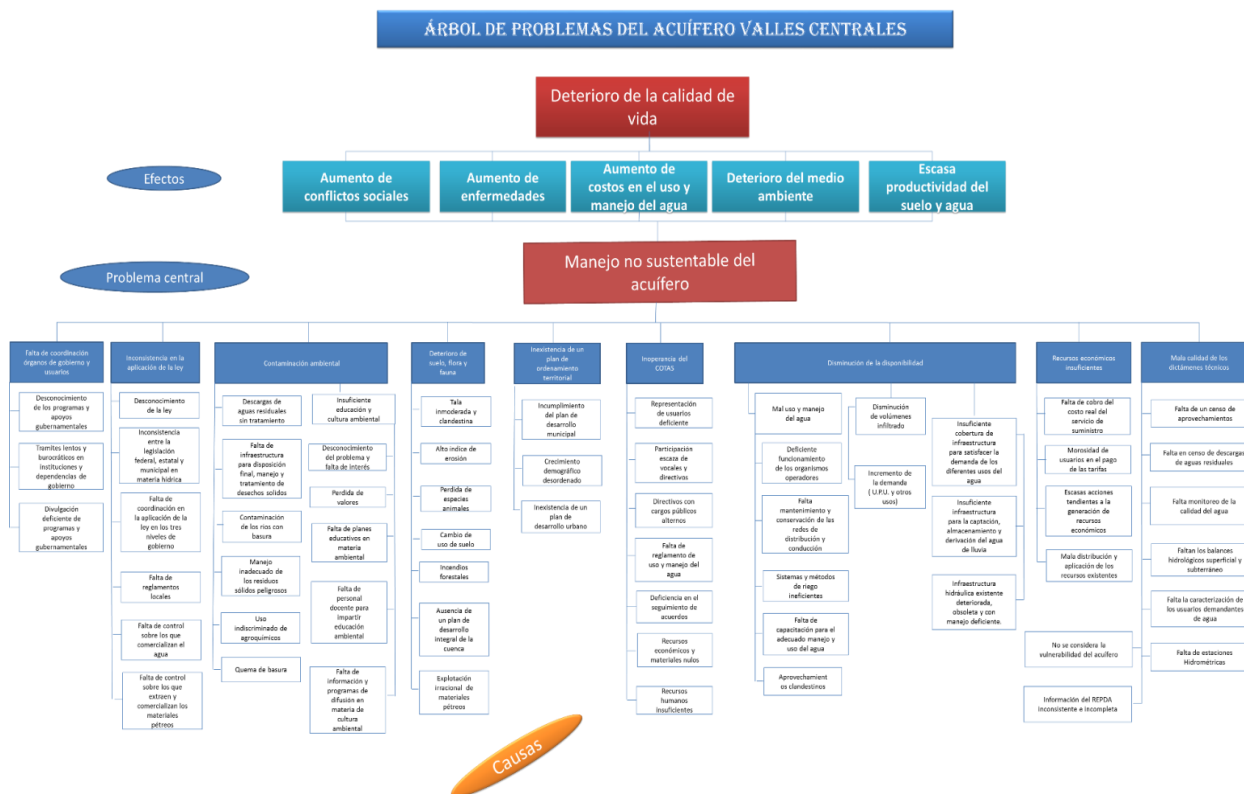 ÁRBOL DE PROBLEMAS DEL ACUÍFERO VALLES CENTRALES
Deterioro de la calidad de
vida
Efectos
Aumento de
conflictos sociales
Aumento de
enfermedades
Aumento de
costos en el uso y
manejo del agua
Deterioro del medio
ambiente
Escasa
productividad del
suelo y agua
Problema central
Manejo no sustentable del
acuífero
Falta de coordinación
órganos de gobierno y
usuarios
Desconocimiento
de los programas y
apoyos
gubernamentales
Tramites lentos y
burocráticos en
instituciones y
dependencias de
gobierno
Divulgación
deficiente de
programas y apoyos
gubernamentales
Inconsistencia en la
aplicación de la ley
Desconocimiento
de la ley
Inconsistencia
entre la
legislación
federal, estatal y
municipal en
materia hídrica
Falta de
coordinación en
la aplicación de la
ley en los tres
niveles de
gobierno
Falta de
reglamentos
locales
Falta de control
sobre los que
comercializan el
agua
Falta de control
sobre los que
extraen y
comercializan los
materiales
pétreos
Contaminación ambiental
Descargas de
aguas residuales
sin tratamiento
Falta de
infraestructura
para disposición
final, manejo y
tratamiento de
desechos solidos
Contaminación
de los rios con
basura
Manejo
inadecuado de
los residuos
sólidos peligrosos
Uso
indiscriminado de
agroquímicos
Quema de basura
Insuficiente
educación y
cultura ambiental
Desconocimiento
del problema y
falta de interés
Perdida de
valores
Falta de planes
educativos en
materia
ambiental
Falta de
personal
docente para
impartir
educación
ambiental
Falta de
información y
programas de
difusión en
materia de
cultura
ambiental
Deterioro de
suelo, flora y
fauna
Tala
inmoderada y
clandestina
Alto indice de
erosión
Perdida de
especias
animales
Cambio
de uso de suelo
Incendios
forestales
Ausencia de
un plan de
desarrollo
integral de la
cuenca
Explotación
irracional de
materiales
pétreos
Inexistencia de un
plan de
ordenamiento
territorial
Incumplimiento
del plan de
desarrollo
municipal
Crecimiento
demográfico
desordenado
Inexistencia de
un plan de
desarrollo urbano
Inoperancia del
COTAS
Representación
de usuarios
deficiente
Participación
escaza de
vocales y
directivos
Directivos con
cargos públicos
alternos
Falta de
reglamento de
uso y manejo del
agua
Deficiencia en el
seguimiento de
acuerdos
Recursos
económicos y
materiales nulos
Recursos
humanos
insuficientes
Disminución de la disponibilidad
Mal uso y manejo
del agua
Deficiente
funcionamiento
de los organismos
operadores
Falta
mantenimiento y
conservación de las
redes de
distribución y
conducción
Sistemas y métodos
de riego
ineficientes
Falta de
capacitación para el
adecuado manejo y
uso del agua
Aprovechamient
os clandestinos
Disminución
de volúmenes
infiltrado
Incremento de
la demanda
( U.P.U. y otros
usos)
Insuficiente
cobertura de
infraestructura
para satisfacer la
demanda de los
diferentes usos del
agua
Insuficiente
infraestructura
para la captación,
almacenamiento y
derivación del agua
de lluvia
Infraestructura
hidráulica existente
deteriorada,
obsoleta y con
manejo deficiente.
Recursos económicos
insuficientes
Falta de cobro del
costo real del
servicio de
suministro
Morosidad de
usuarios en el pago
de las tarifas
Escasas acciones
tendientes a la
generación de
recursos
económicos
Mala distribución y
aplicación de los
recursos existentes
Mala calidad de los
dictámenes técnicos
Falta de un censo de
aprovechamientos
Falta en censo de descargas
de aguas residuales
Falta monitoreo de la
calidad del agua
Faltan los balances
hidrológicos superficial y
subterráneo
Falta la caracterización de
los usuarios demandantes
de agua
Falta de estaciones
Hidrométricas
No se considera la
vulnerabilidad del acuífero
Información del REPDA
Inconsistente e Incompleta
Causas